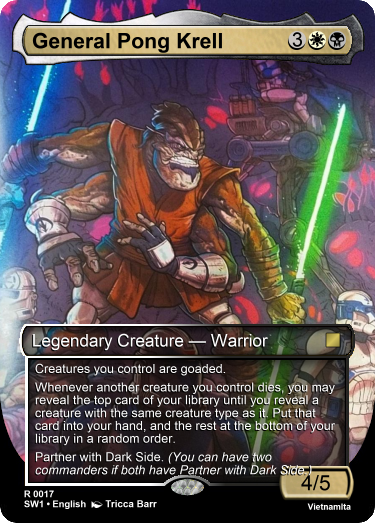 General Pong Krell 3
Legendary Creature — Warrior
Creatures you control are goaded.
Whenever another creature you control dies, you may
reveal the top card of your library until you reveal a
creature with the same creature type as it. Put that
card into your hand, and the rest at the bottom of your
library in a random order.
Partner with Dark Side. (You can have two
commanders if both have Partner with Dark Side.)
4/5
R 0017
SW1 • English Tricca Barr
Vietnamita